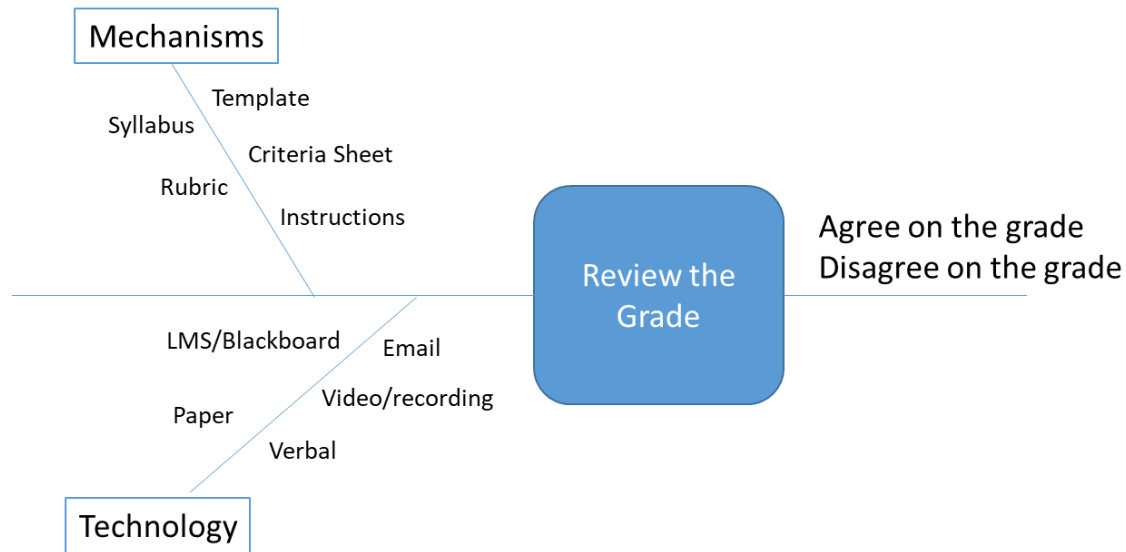 Mechanisms
Template
Syllabus
Criteria Sheet
Rubric
Instructions
Review the
Grade
Agree on the grade
Disagree on the grade
LMS/Blackboard
Email
Video/recording
Paper
Verbal
Technology